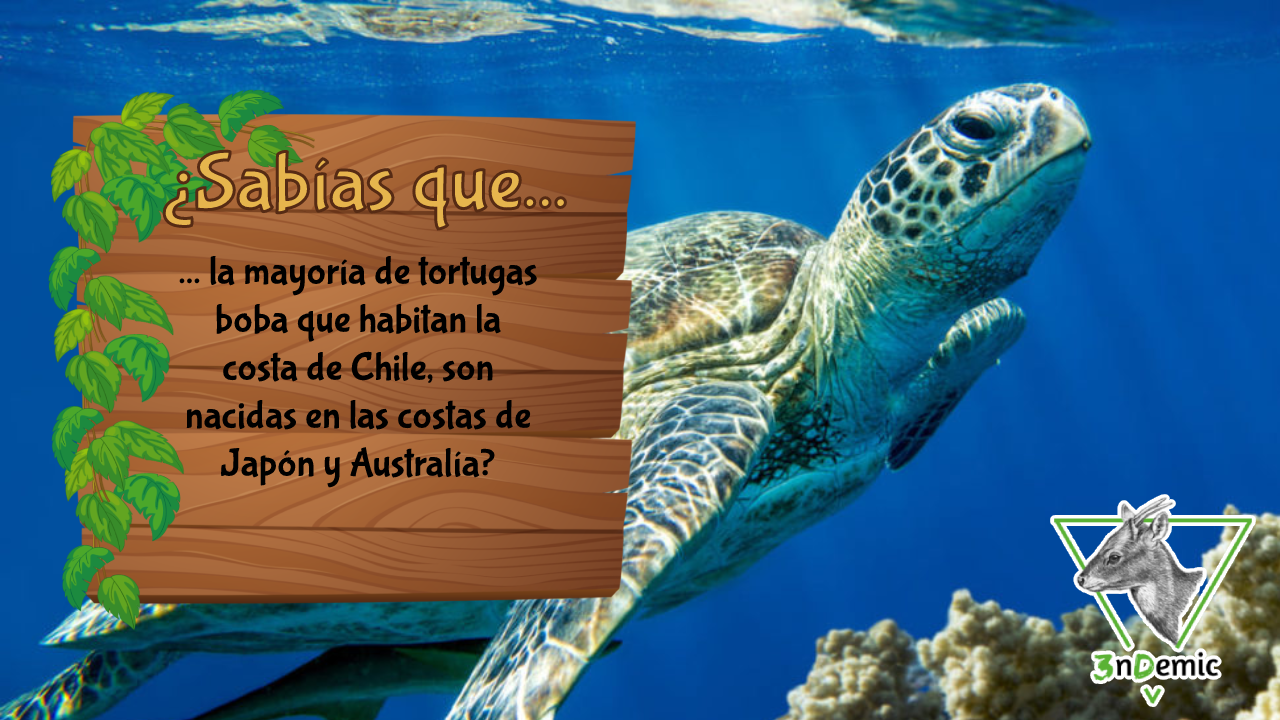 ¿Sabías que...
... la mayoría de tortugas
boba que habitan la
costa de Chile, son
nacidas en las costas de
Japón y Australia?
3nDemic